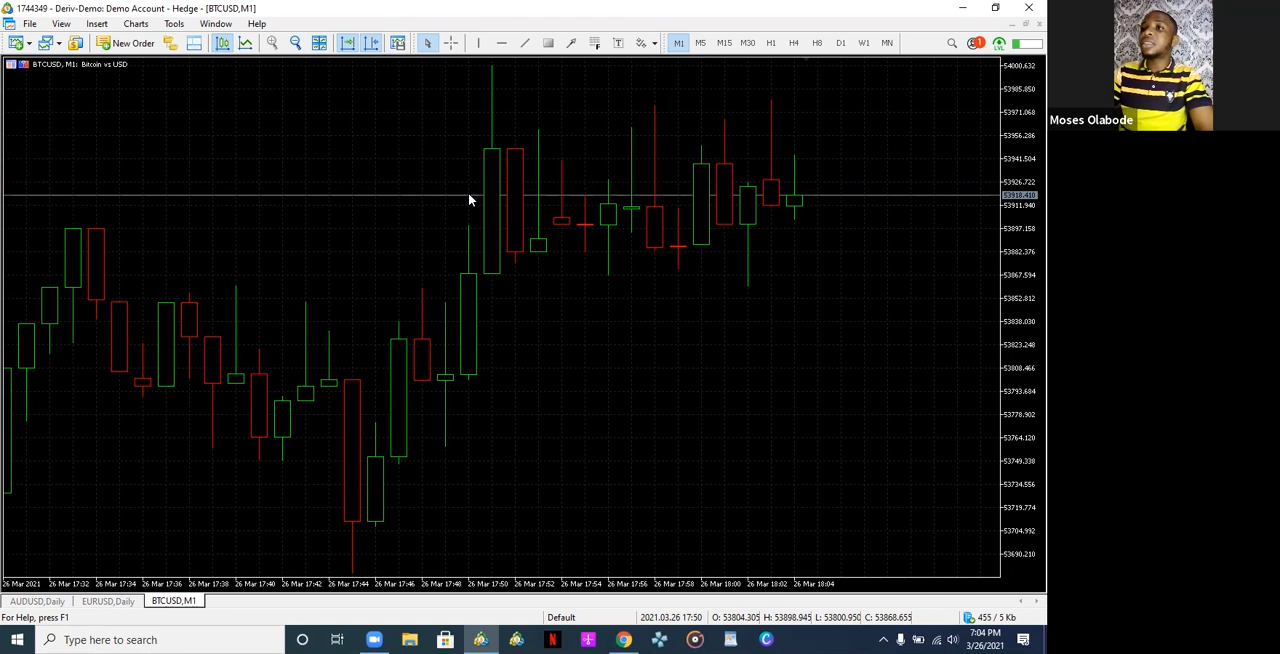 1744349 - Deriv-Demo: Demo Account - Hedge - [BTCUSD,M1]
File View Insert Charts Tools Window Help
New Order M1 M5 M15 M30 H1 H4 H8 D1 W1 MN 1 LVL
BTCUSD, M1: Bitcoin vs USD
54000.632
53985.850
53971.068
53956.286
53941.504
53926.722
53918.410
53911.940
53897.158
53882.376
53867.594
53852.812
53838.030
53823.248
53808.466
53793.684
53778.902
53764.120
53749.338
53734.556
53719.774
53704.992
53690.210
26 Mar 2021 26 Mar 17:32 26 Mar 17:34 26 Mar 17:36 26 Mar 17:38 26 Mar 17:40 26 Mar 17:42 26 Mar 17:44 26 Mar 17:46 26 Mar 17:48 26 Mar 17:50 26 Mar 17:52 26 Mar 17:54 26 Mar 17:56 26 Mar 17:58 26 Mar 18:00 26 Mar 18:02 26 Mar 18:04
AUDUSD,Daily EURUSD,Daily BTCUSD,M1
For Help, press F1 Default 2021.03.26 17:50 O: 53804.305 H: 53898.945 L: 53800.950 C: 53868.655 455 / 5 Kb
Type here to search
7:04 PM
3/26/2021
Moses Olabode